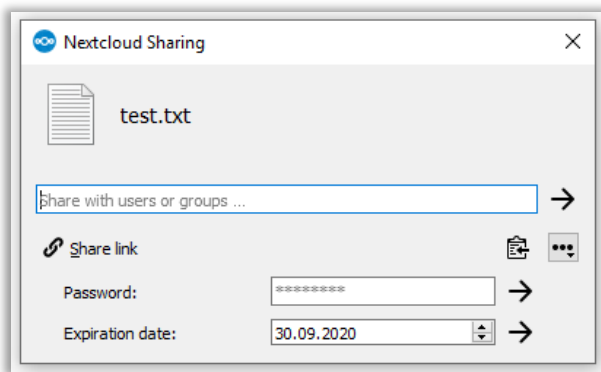 Nextcloud Sharing
test.txt
Share with users or groups ...
Share link
Password: ********
Expiration date: 30.09.2020